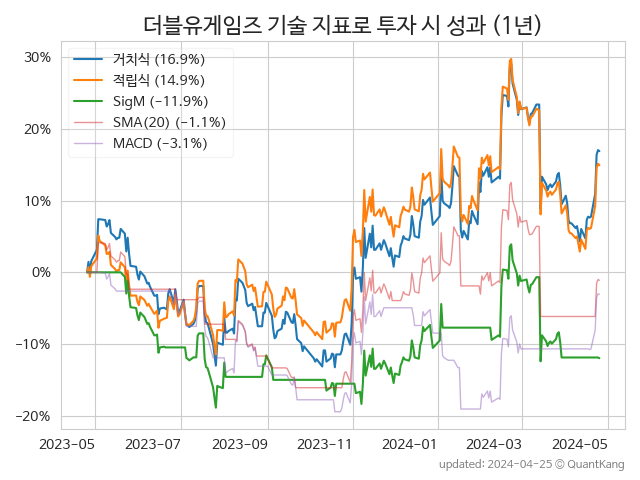 더블유게임즈 기술 지표로 투자 시 성과 (1년)
거치식 (16.9%)
적립식 (14.9%)
SigM (−11.9%)
SMA(20) (−1.1%)
MACD (−3.1%)
30%
20%
10%
0%
−10%
−20%
2023-05 2023-07 2023-09 2023-11 2024-01 2024-03 2024-05
updated: 2024-04-25 ⓒ QuantKang